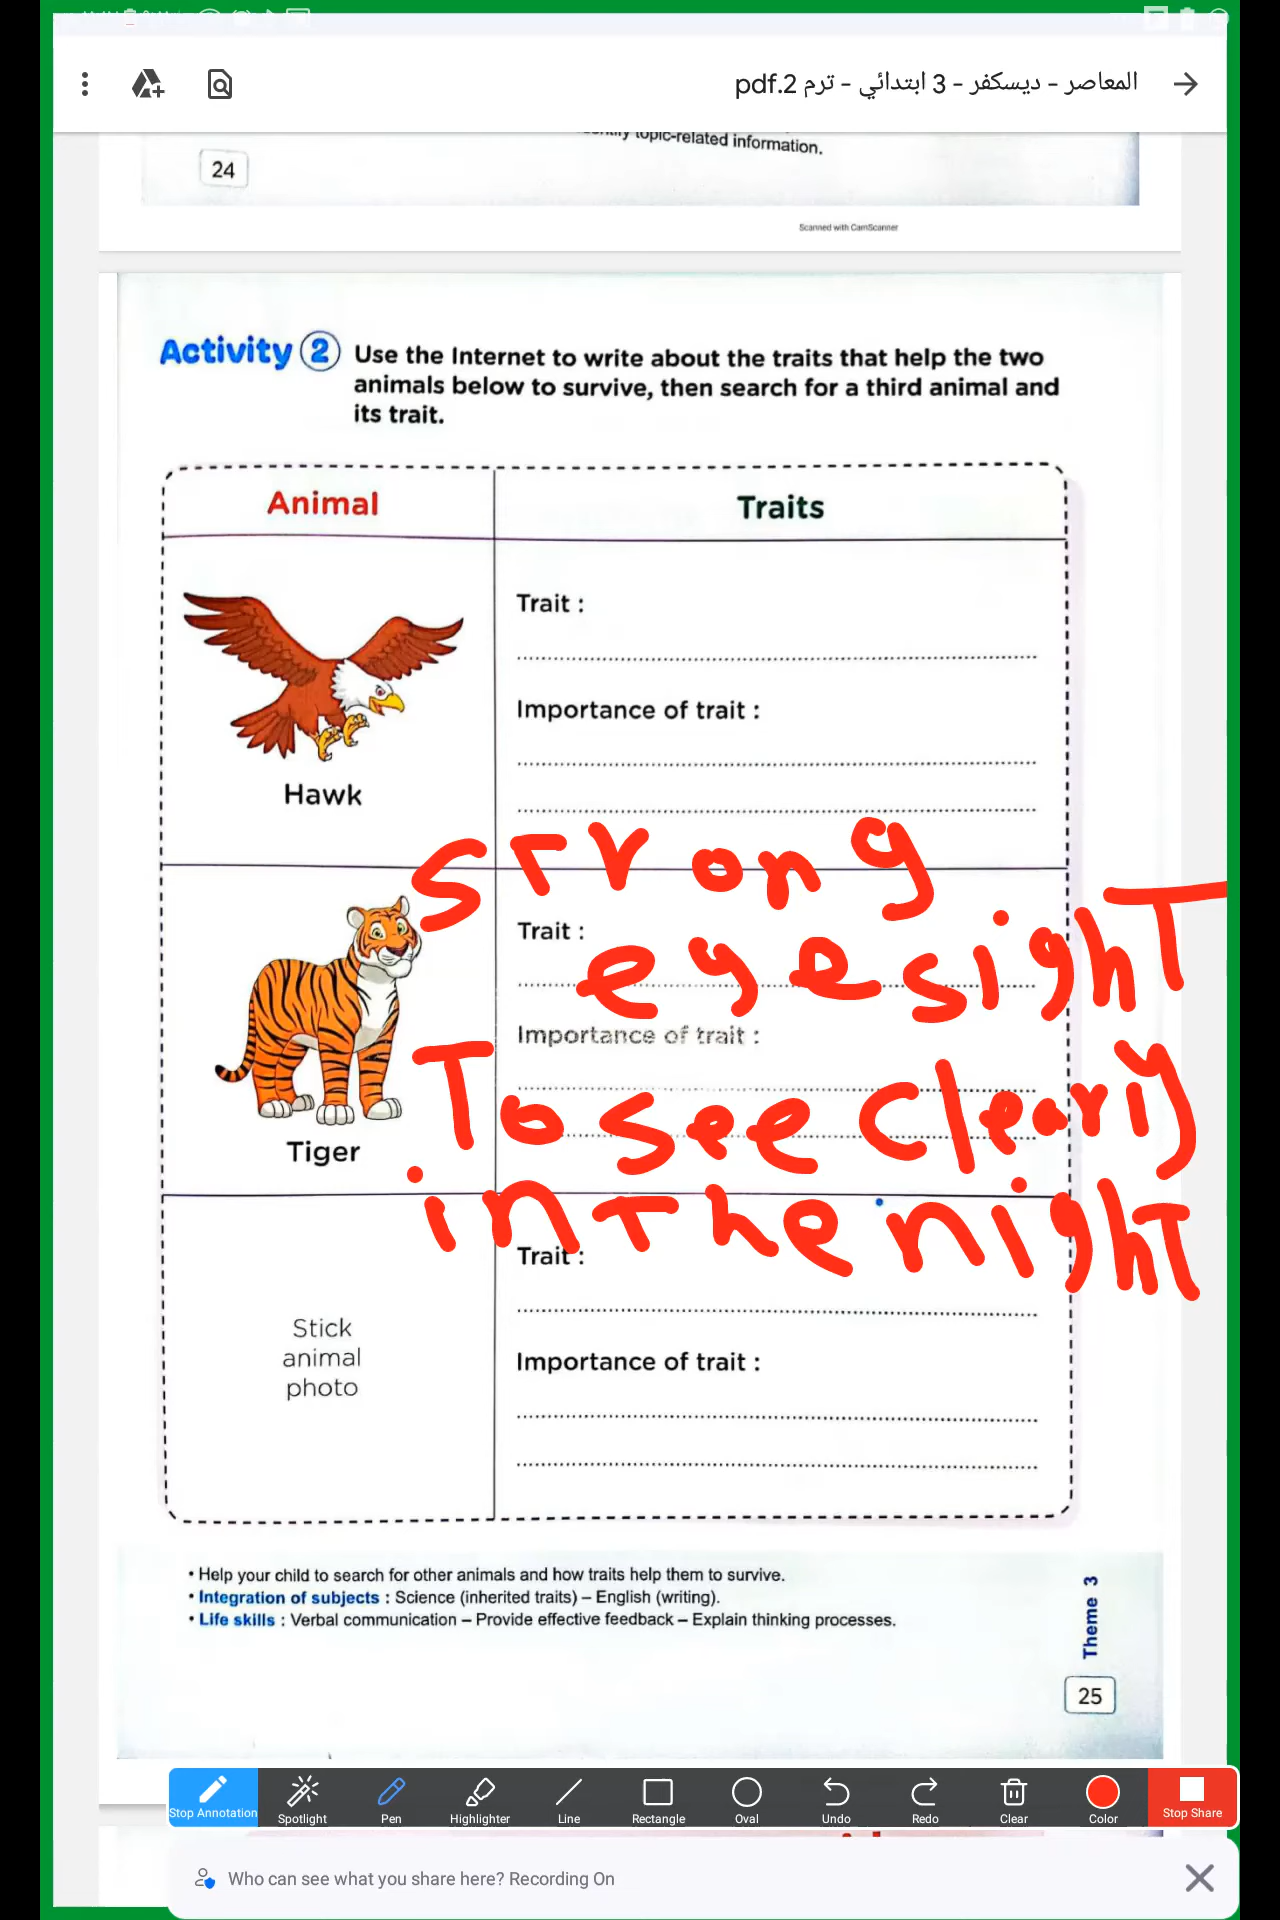 المعاصر - ديسكفر - 3 ابتدائي - ترم 2.pdf
topic-related information.
24
Scanned with CamScanner
Activity 2 Use the Internet to write about the traits that help the two
animals below to survive, then search for a third animal and
its trait.
Animal
Traits
Trait :
Importance of trait :
Hawk
strong
Trait :
eyesight
Importance of trait :
To see clearly
Tiger
in the night
Trait :
Stick
animal
photo
Importance of trait :
• Help your child to search for other animals and how traits help them to survive.
• Integration of subjects : Science (inherited traits) – English (writing).
• Life skills : Verbal communication – Provide effective feedback – Explain thinking processes.
Theme 3
25
Stop Annotation
Spotlight
Pen
Highlighter
Line
Rectangle
Oval
Undo
Redo
Clear
Color
Stop Share
Who can see what you share here? Recording On